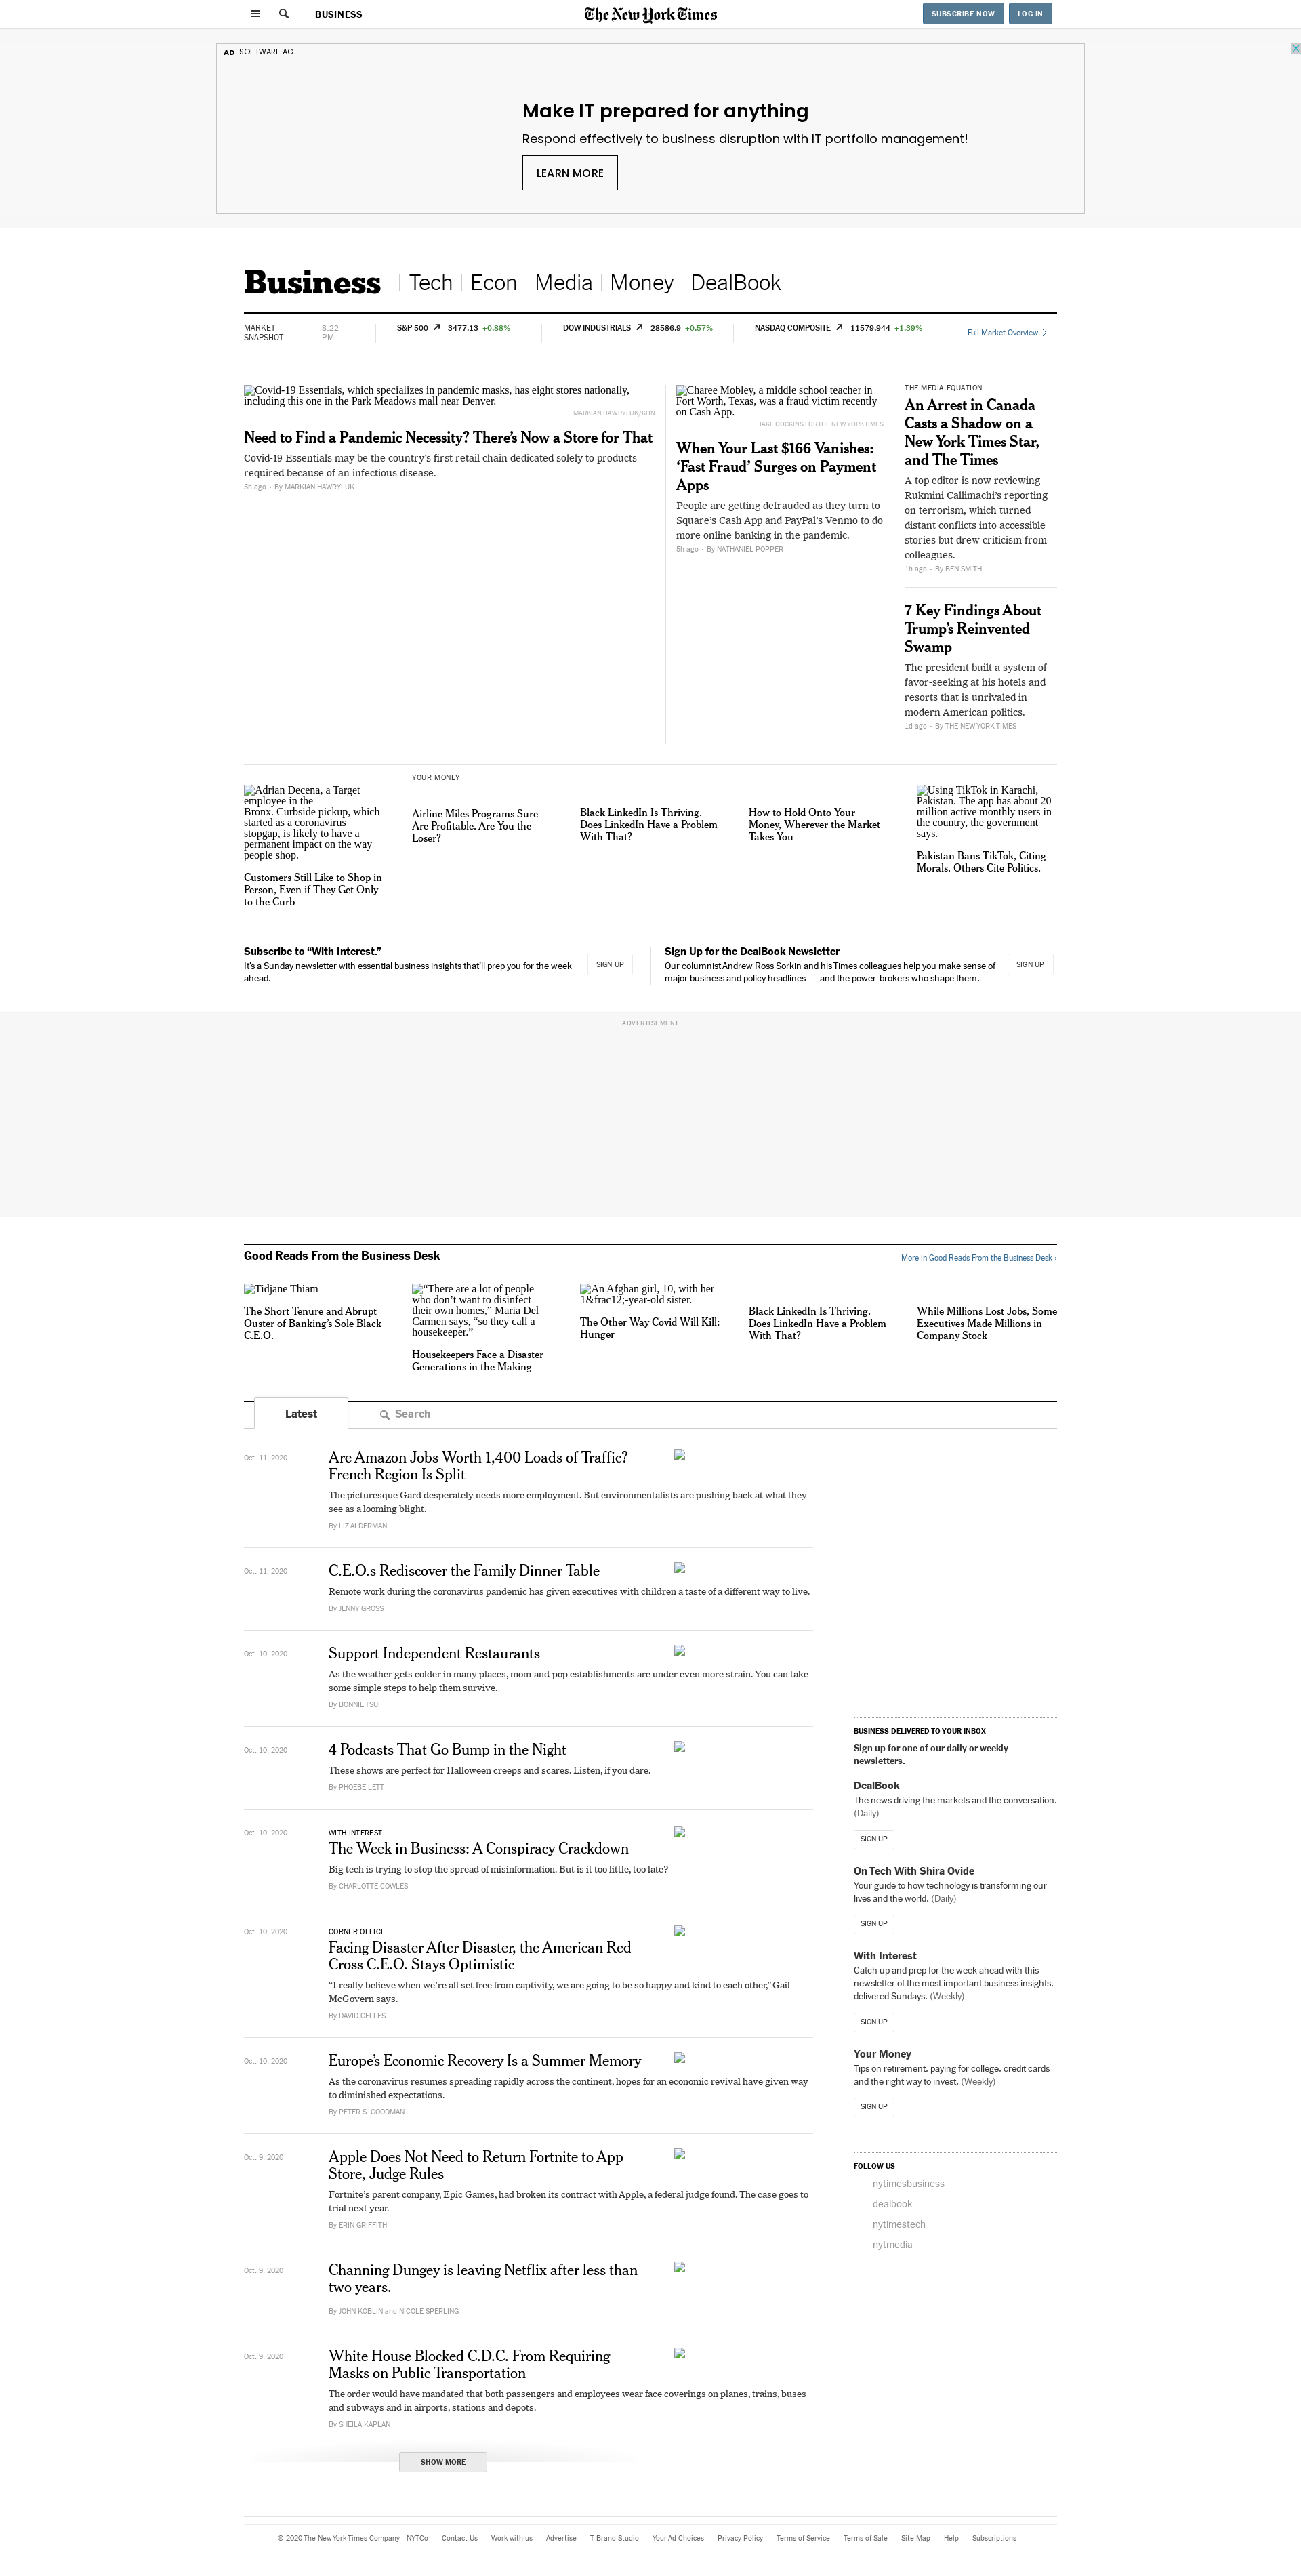 BUSINESS
The New York Times
SUBSCRIBE NOW
LOG IN
AD SOFTWARE AG
Make IT prepared for anything
Respond effectively to business disruption with IT portfolio management!
LEARN MORE
Business
Tech
Econ
Media
Money
DealBook
MARKET
SNAPSHOT
8:22
P.M.
S&P 500 3477.13 +0.88%
DOW INDUSTRIALS 28586.9 +0.57%
NASDAQ COMPOSITE 11579.944 +1.39%
Full Market Overview
Covid-19 Essentials, which specializes in pandemic masks, has eight stores nationally,
including this one in the Park Meadows mall near Denver.
MARKIAN HAWRYLUK/KHN
Need to Find a Pandemic Necessity? There’s Now a Store for That
Covid-19 Essentials may be the country’s first retail chain dedicated solely to products
required because of an infectious disease.
5h ago • By MARKIAN HAWRYLUK
Charee Mobley, a middle school teacher in
Fort Worth, Texas, was a fraud victim recently
on Cash App.
JAKE DOCKINS FOR THE NEW YORK TIMES
When Your Last $166 Vanishes:
‘Fast Fraud’ Surges on Payment
Apps
People are getting defrauded as they turn to
Square’s Cash App and PayPal’s Venmo to do
more online banking in the pandemic.
5h ago • By NATHANIEL POPPER
THE MEDIA EQUATION
An Arrest in Canada
Casts a Shadow on a
New York Times Star,
and The Times
A top editor is now reviewing
Rukmini Callimachi’s reporting
on terrorism, which turned
distant conflicts into accessible
stories but drew criticism from
colleagues.
1h ago • By BEN SMITH
7 Key Findings About
Trump’s Reinvented
Swamp
The president built a system of
favor-seeking at his hotels and
resorts that is unrivaled in
modern American politics.
1d ago • By THE NEW YORK TIMES
Adrian Decena, a Target
employee in the
Bronx. Curbside pickup, which
started as a coronavirus
stopgap, is likely to have a
permanent impact on the way
people shop.
Customers Still Like to Shop in
Person, Even if They Get Only
to the Curb
YOUR MONEY
Airline Miles Programs Sure
Are Profitable. Are You the
Loser?
Black LinkedIn Is Thriving.
Does LinkedIn Have a Problem
With That?
How to Hold Onto Your
Money, Wherever the Market
Takes You
Using TikTok in Karachi,
Pakistan. The app has about 20
million active monthly users in
the country, the government
says.
Pakistan Bans TikTok, Citing
Morals. Others Cite Politics.
Subscribe to “With Interest.”
It’s a Sunday newsletter with essential business insights that’ll prep you for the week
ahead.
SIGN UP
Sign Up for the DealBook Newsletter
Our columnist Andrew Ross Sorkin and his Times colleagues help you make sense of
major business and policy headlines — and the power-brokers who shape them.
SIGN UP
ADVERTISEMENT
Good Reads From the Business Desk
More in Good Reads From the Business Desk ›
Tidjane Thiam
The Short Tenure and Abrupt
Ouster of Banking’s Sole Black
C.E.O.
“There are a lot of people
who don’t want to disinfect
their own homes,” Maria Del
Carmen says, “so they call a
housekeeper.”
Housekeepers Face a Disaster
Generations in the Making
An Afghan girl, 10, with her
1&frac12;-year-old sister.
The Other Way Covid Will Kill:
Hunger
Black LinkedIn Is Thriving.
Does LinkedIn Have a Problem
With That?
While Millions Lost Jobs, Some
Executives Made Millions in
Company Stock
Latest
Search
Oct. 11, 2020
Are Amazon Jobs Worth 1,400 Loads of Traffic?
French Region Is Split
The picturesque Gard desperately needs more employment. But environmentalists are pushing back at what they
see as a looming blight.
By LIZ ALDERMAN
Oct. 11, 2020
C.E.O.s Rediscover the Family Dinner Table
Remote work during the coronavirus pandemic has given executives with children a taste of a different way to live.
By JENNY GROSS
Oct. 10, 2020
Support Independent Restaurants
As the weather gets colder in many places, mom-and-pop establishments are under even more strain. You can take
some simple steps to help them survive.
By BONNIE TSUI
Oct. 10, 2020
4 Podcasts That Go Bump in the Night
These shows are perfect for Halloween creeps and scares. Listen, if you dare.
By PHOEBE LETT
Oct. 10, 2020
WITH INTEREST
The Week in Business: A Conspiracy Crackdown
Big tech is trying to stop the spread of misinformation. But is it too little, too late?
By CHARLOTTE COWLES
Oct. 10, 2020
CORNER OFFICE
Facing Disaster After Disaster, the American Red
Cross C.E.O. Stays Optimistic
“I really believe when we’re all set free from captivity, we are going to be so happy and kind to each other,” Gail
McGovern says.
By DAVID GELLES
Oct. 10, 2020
Europe’s Economic Recovery Is a Summer Memory
As the coronavirus resumes spreading rapidly across the continent, hopes for an economic revival have given way
to diminished expectations.
By PETER S. GOODMAN
Oct. 9, 2020
Apple Does Not Need to Return Fortnite to App
Store, Judge Rules
Fortnite’s parent company, Epic Games, had broken its contract with Apple, a federal judge found. The case goes to
trial next year.
By ERIN GRIFFITH
Oct. 9, 2020
Channing Dungey is leaving Netflix after less than
two years.
By JOHN KOBLIN and NICOLE SPERLING
Oct. 9, 2020
White House Blocked C.D.C. From Requiring
Masks on Public Transportation
The order would have mandated that both passengers and employees wear face coverings on planes, trains, buses
and subways and in airports, stations and depots.
By SHEILA KAPLAN
SHOW MORE
BUSINESS DELIVERED TO YOUR INBOX
Sign up for one of our daily or weekly
newsletters.
DealBook
The news driving the markets and the conversation.
(Daily)
SIGN UP
On Tech With Shira Ovide
Your guide to how technology is transforming our
lives and the world. (Daily)
SIGN UP
With Interest
Catch up and prep for the week ahead with this
newsletter of the most important business insights,
delivered Sundays. (Weekly)
SIGN UP
Your Money
Tips on retirement, paying for college, credit cards
and the right way to invest. (Weekly)
SIGN UP
FOLLOW US
nytimesbusiness
dealbook
nytimestech
nytmedia
© 2020 The New York Times Company NYTCo Contact Us Work with us Advertise T Brand Studio Your Ad Choices Privacy Policy Terms of Service Terms of Sale Site Map Help Subscriptions